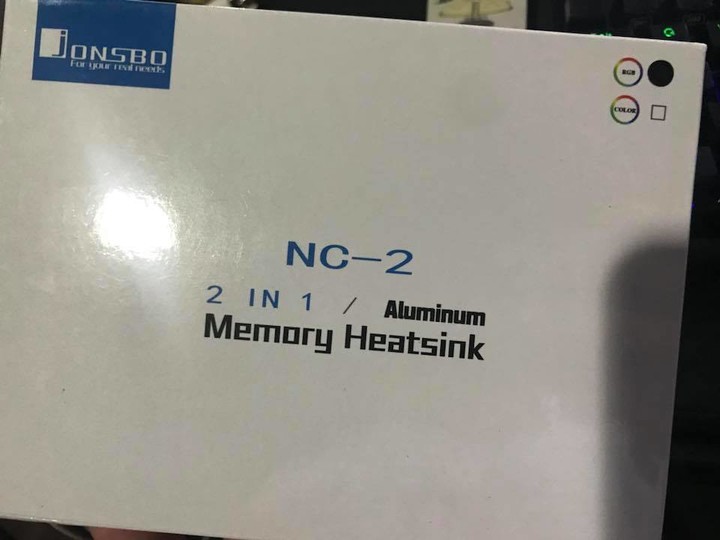 JONSBO
For your real needs
RGB
COLOR
NC-2
2 IN 1 / Aluminum
Memory Heatsink